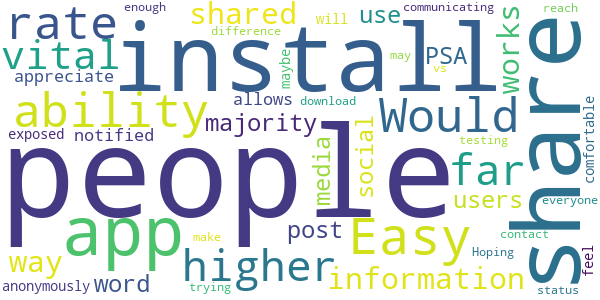 enough communicating reach
rate shared will use works
difference
vital install share
appreciate maybe may PSA vs
ability allows download Would
exposed notified majority testing comfortable
people media social far
users everyone
app post Easy contact
way make higher information Hoping feel
anonymously word trying status